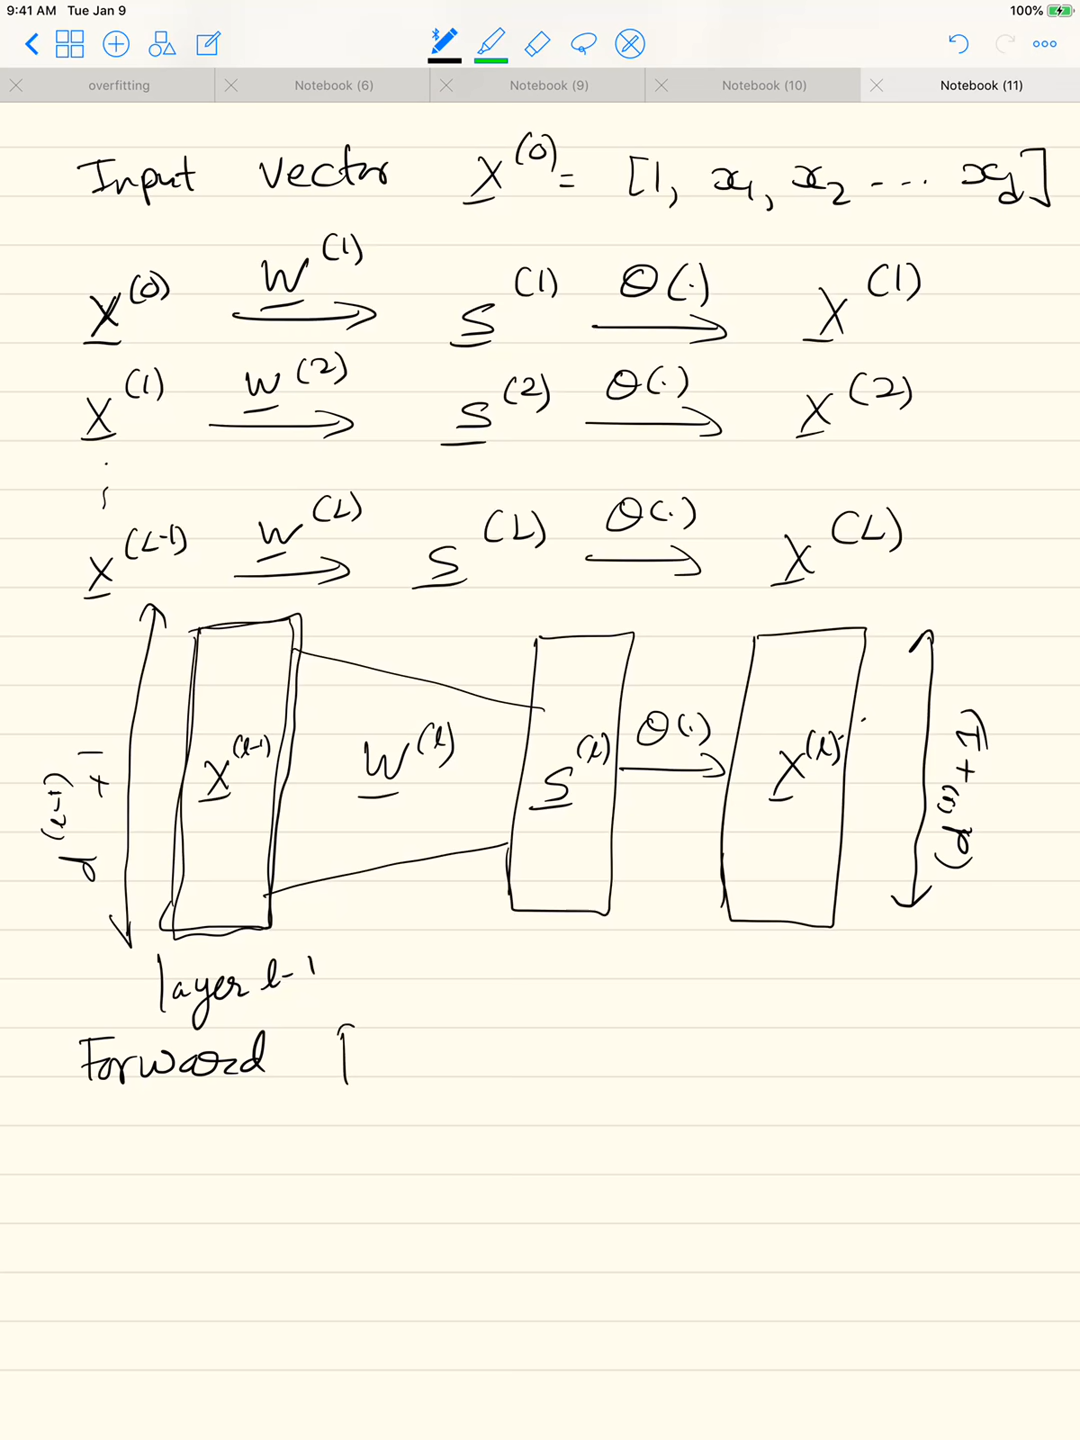 9:41 AM Tue Jan 9 100%
overfitting Notebook (6) Notebook (9) Notebook (10) Notebook (11)
Input Vector X^(0) = [1, x1, x2 ---... xd]
X^(0) W^(1) S^(1) θ(.) X^(1)
X^(1) W^(2) S^(2) θ(.) X^(2)
X^(L-1) W^(L) S^(L) θ(.) X^(L)
d^(l-1) + 1 X^(l-1) W^(l) S^(l) θ(.) X^(l) (d^(l) + 1)
layer l-1
Forward